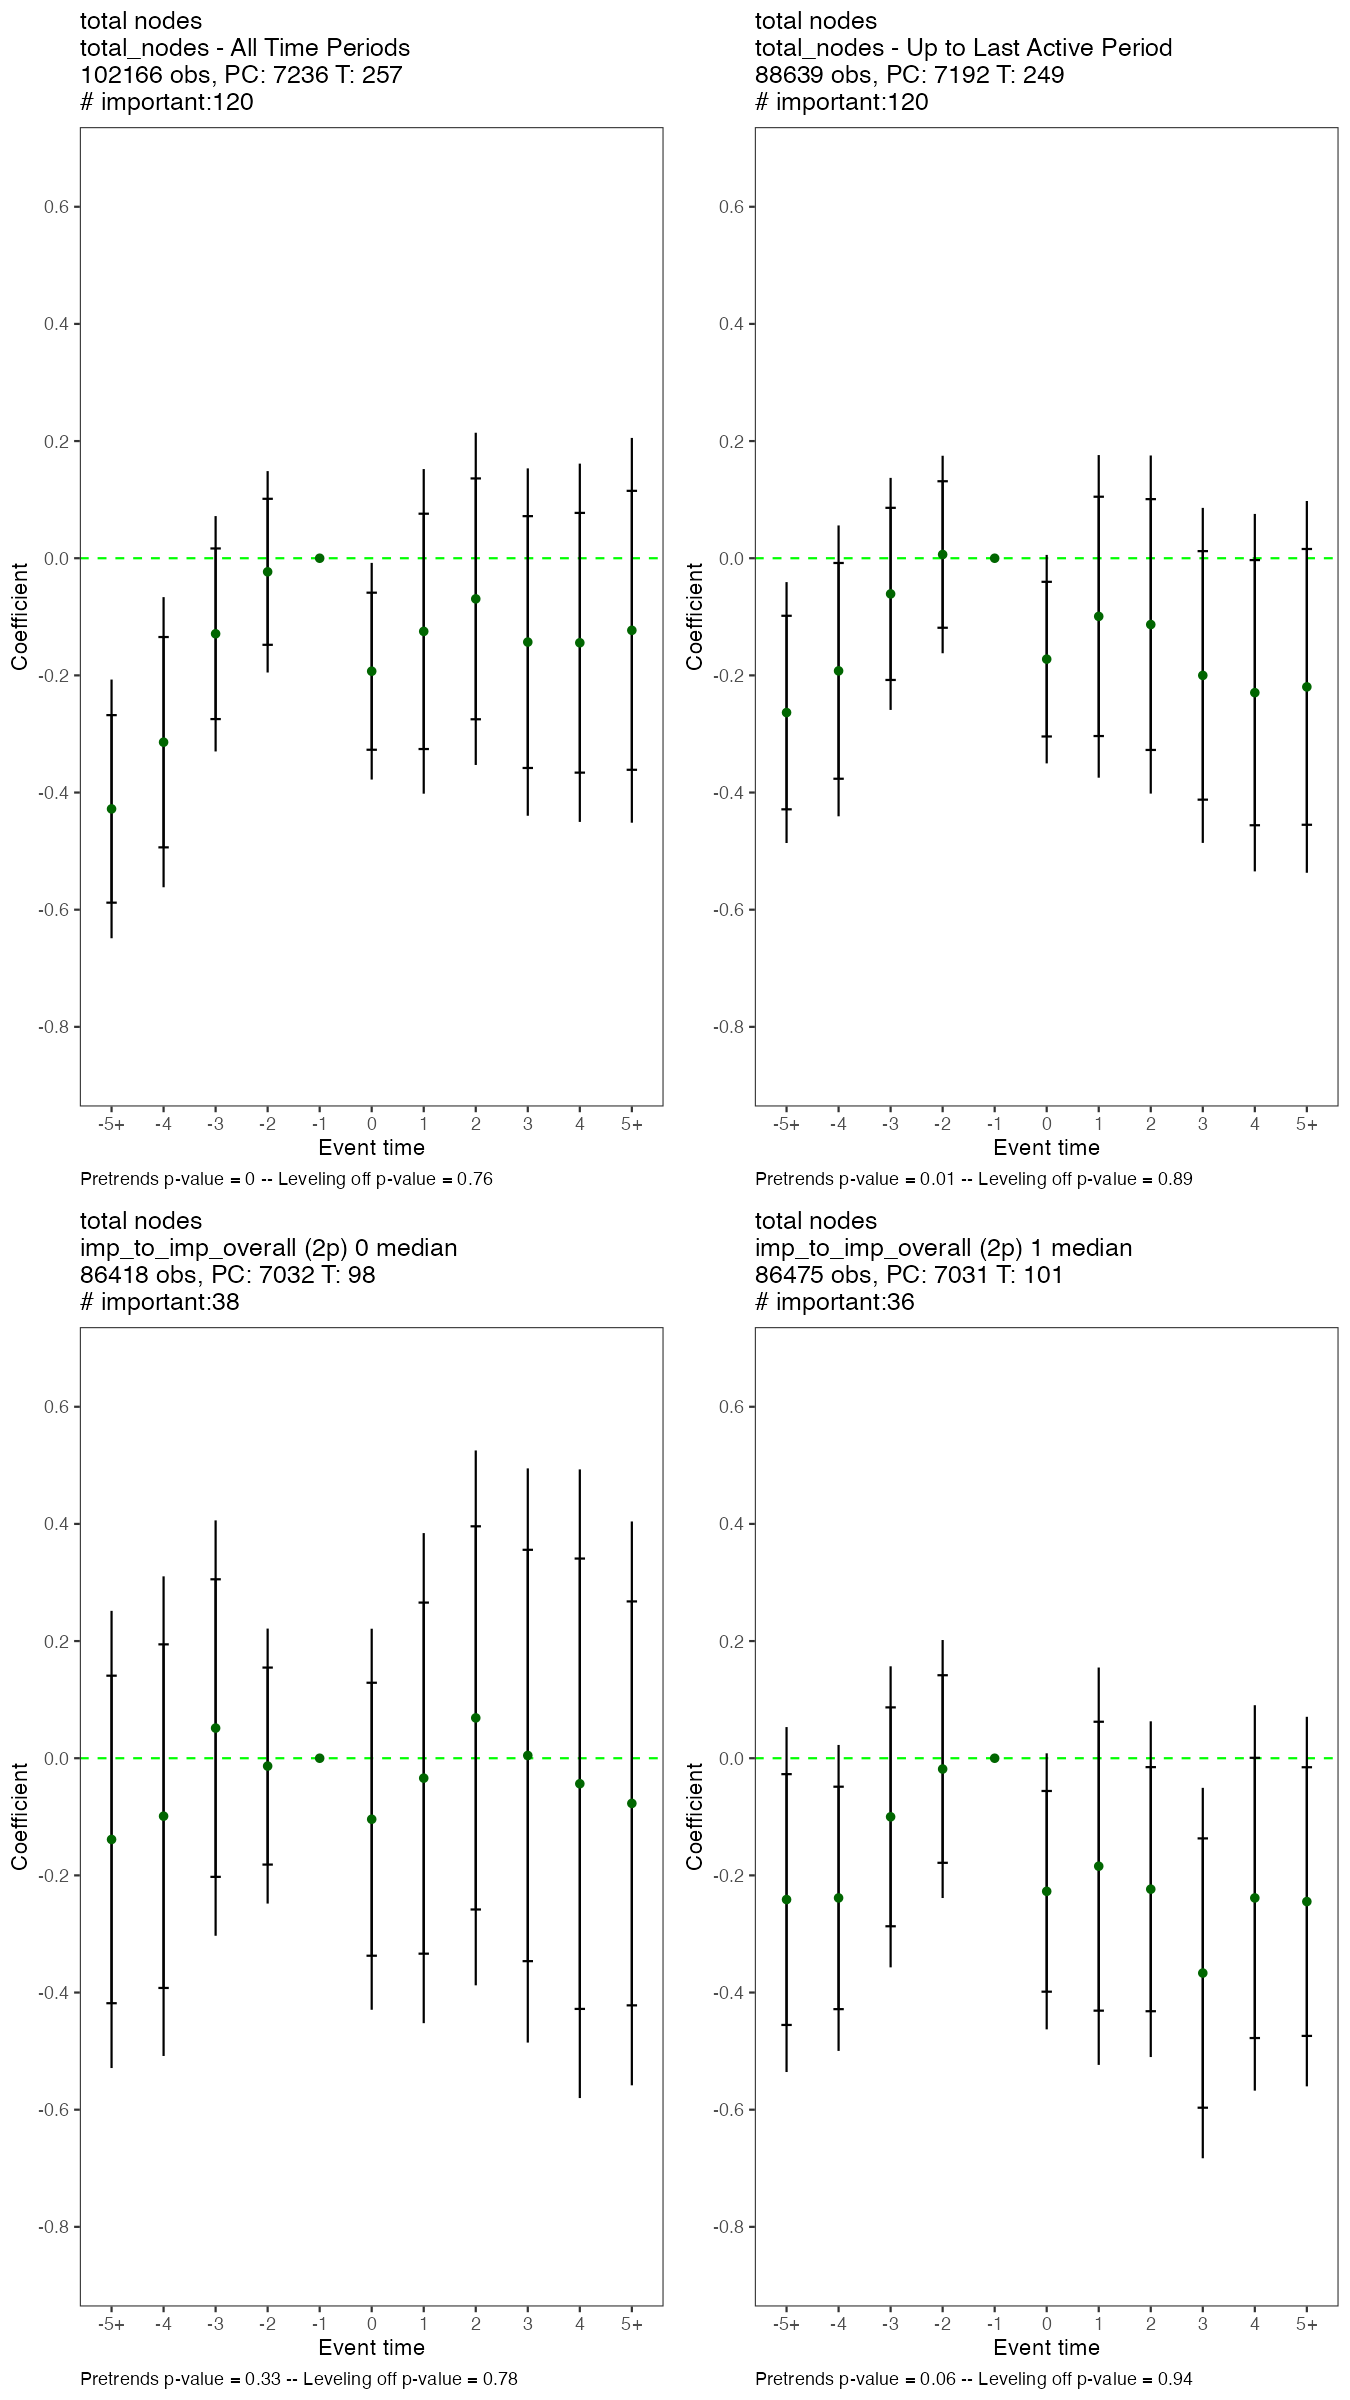 total nodes
total_nodes - All Time Periods
102166 obs, PC: 7236 T: 257
# important:120
0.6
0.4
0.2
0.0
-0.2
-0.4
-0.6
-0.8
Coefficient
-5+ -4 -3 -2 -1 0 1 2 3 4 5+
Event time
Pretrends p-value = 0 -- Leveling off p-value = 0.76
total nodes
total_nodes - Up to Last Active Period
88639 obs, PC: 7192 T: 249
# important:120
0.6
0.4
0.2
0.0
-0.2
-0.4
-0.6
-0.8
Coefficient
-5+ -4 -3 -2 -1 0 1 2 3 4 5+
Event time
Pretrends p-value = 0.01 -- Leveling off p-value = 0.89
total nodes
imp_to_imp_overall (2p) 0 median
86418 obs, PC: 7032 T: 98
# important:38
0.6
0.4
0.2
0.0
-0.2
-0.4
-0.6
-0.8
Coefficient
-5+ -4 -3 -2 -1 0 1 2 3 4 5+
Event time
Pretrends p-value = 0.33 -- Leveling off p-value = 0.78
total nodes
imp_to_imp_overall (2p) 1 median
86475 obs, PC: 7031 T: 101
# important:36
0.6
0.4
0.2
0.0
-0.2
-0.4
-0.6
-0.8
Coefficient
-5+ -4 -3 -2 -1 0 1 2 3 4 5+
Event time
Pretrends p-value = 0.06 -- Leveling off p-value = 0.94